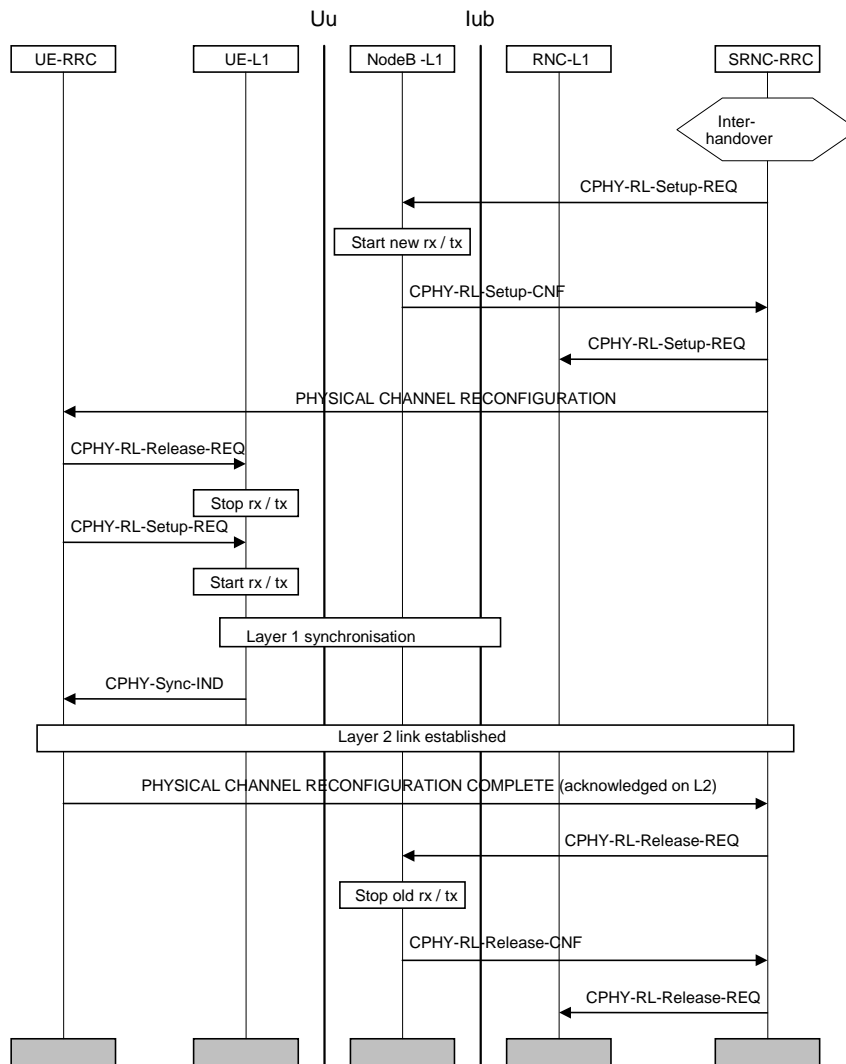 Uu
Iub
UE-RRC
UE-L1
NodeB -L1
RNC-L1
SRNC-RRC
Inter-
handover
CPHY-RL-Setup-REQ
Start new rx / tx
CPHY-RL-Setup-CNF
CPHY-RL-Setup-REQ
PHYSICAL CHANNEL RECONFIGURATION
CPHY-RL-Release-REQ
Stop rx / tx
CPHY-RL-Setup-REQ
Start rx / tx
Layer 1 synchronisation
CPHY-Sync-IND
Layer 2 link established
PHYSICAL CHANNEL RECONFIGURATION COMPLETE (acknowledged on L2)
CPHY-RL-Release-REQ
Stop old rx / tx
CPHY-RL-Release-CNF
CPHY-RL-Release-REQ